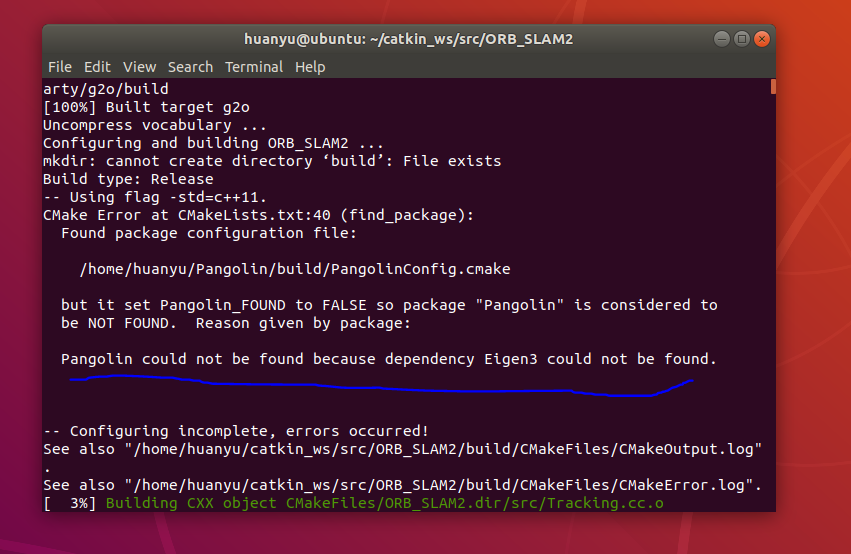 huanyu@ubuntu: ~/catkin_ws/src/ORB_SLAM2
File Edit View Search Terminal Help
arty/g2o/build
[100%] Built target g2o
Uncompress vocabulary ...
Configuring and building ORB_SLAM2 ...
mkdir: cannot create directory ‘build’: File exists
Build type: Release
-- Using flag -std=c++11.
CMake Error at CMakeLists.txt:40 (find_package):
Found package configuration file:
/home/huanyu/Pangolin/build/PangolinConfig.cmake
but it set Pangolin_FOUND to FALSE so package "Pangolin" is considered to
be NOT FOUND.  Reason given by package:
Pangolin could not be found because dependency Eigen3 could not be found.
-- Configuring incomplete, errors occurred!
See also "/home/huanyu/catkin_ws/src/ORB_SLAM2/build/CMakeFiles/CMakeOutput.log"
.
See also "/home/huanyu/catkin_ws/src/ORB_SLAM2/build/CMakeFiles/CMakeError.log".
[  3%] Building CXX object CMakeFiles/ORB_SLAM2.dir/src/Tracking.cc.o